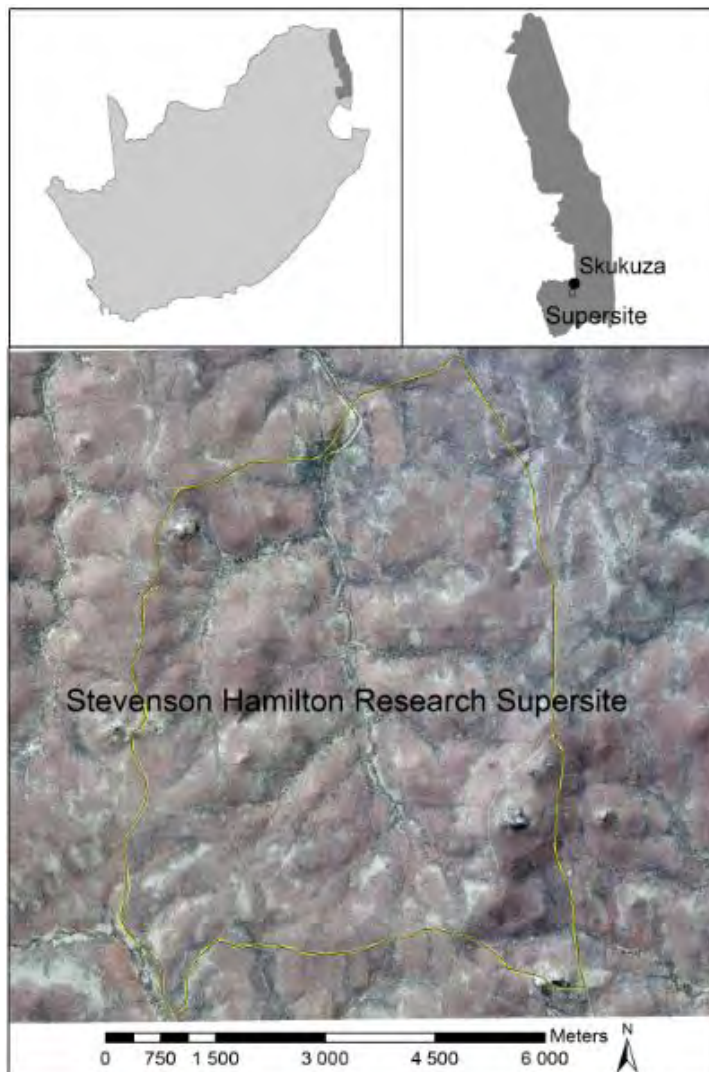 Skukuza
Supersite
Stevenson Hamilton Research Supersite
Meters
N
0 750 1 500 3 000 4 500 6 000